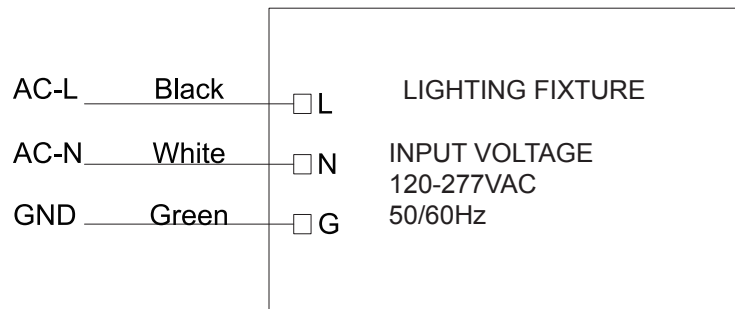 AC-L Black L LIGHTING FIXTURE
AC-N White N INPUT VOLTAGE
120-277VAC
GND Green G 50/60Hz